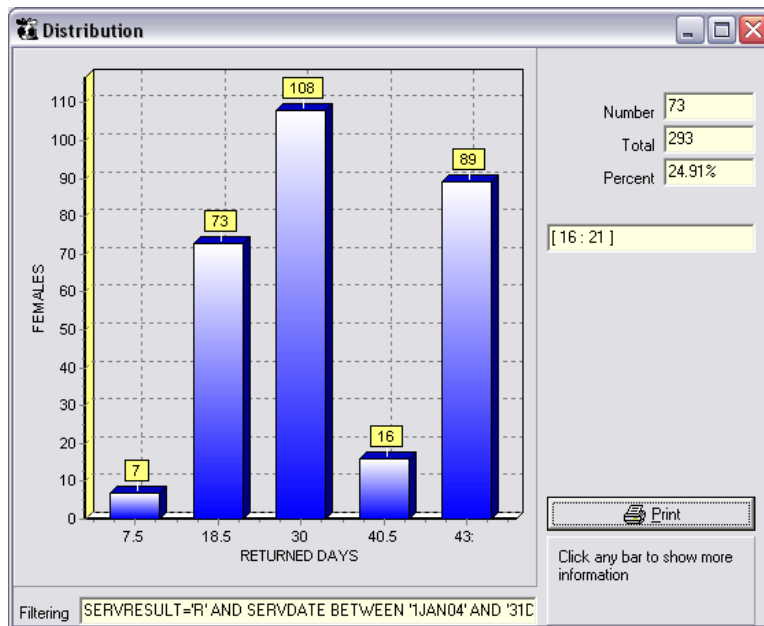 Distribution
110
100
90
80
70
60
50
40
30
20
10
0
FEMALES
7
73
108
16
89
7.5
18.5
30
40.5
43:
RETURNED DAYS
Number 73
Total 293
Percent 24.91%
[ 16 : 21 ]
Print
Click any bar to show more
information
Filtering SERVRESULT='R' AND SERVDATE BETWEEN '1JAN04' AND '31D